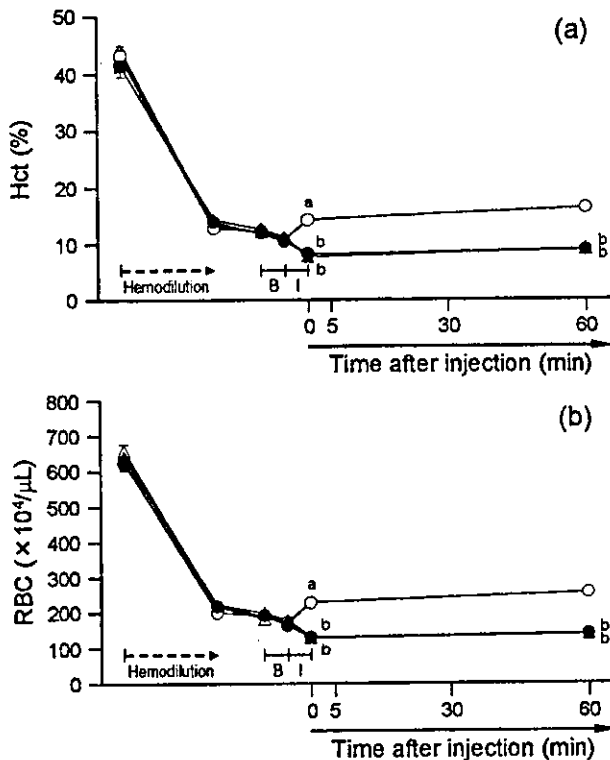 (a)
50
40
30
20
10
0
Hct (%)
a
b
b
b
b
Hemodilution
B I
0 5 30 60
Time after injection (min)
(b)
800
700
600
500
400
300
200
100
0
RBC (×10⁴/μL)
a
b
b
b
b
Hemodilution
B I
0 5 30 60
Time after injection (min)